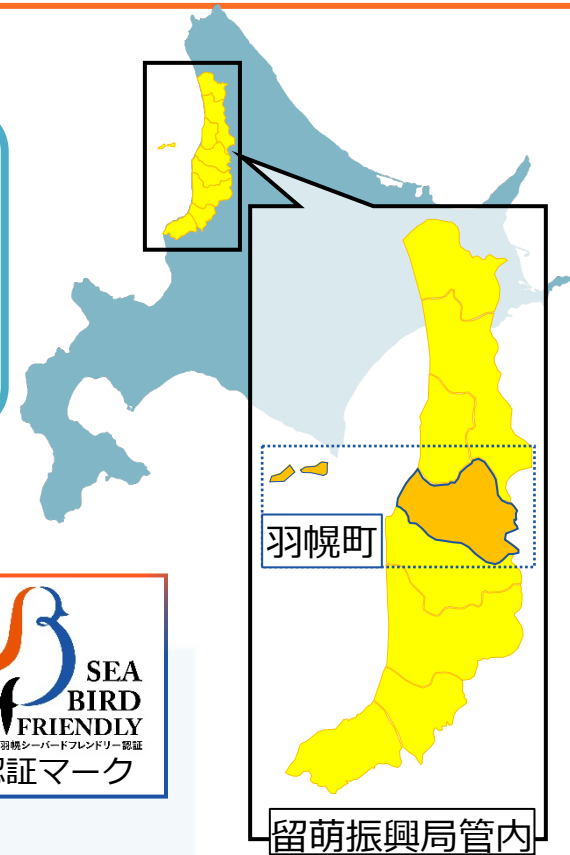 羽幌町
SEA
BIRD
FRIENDLY
羽幌シーバードフレンドリー認証
認証マーク
留萌振興局管内